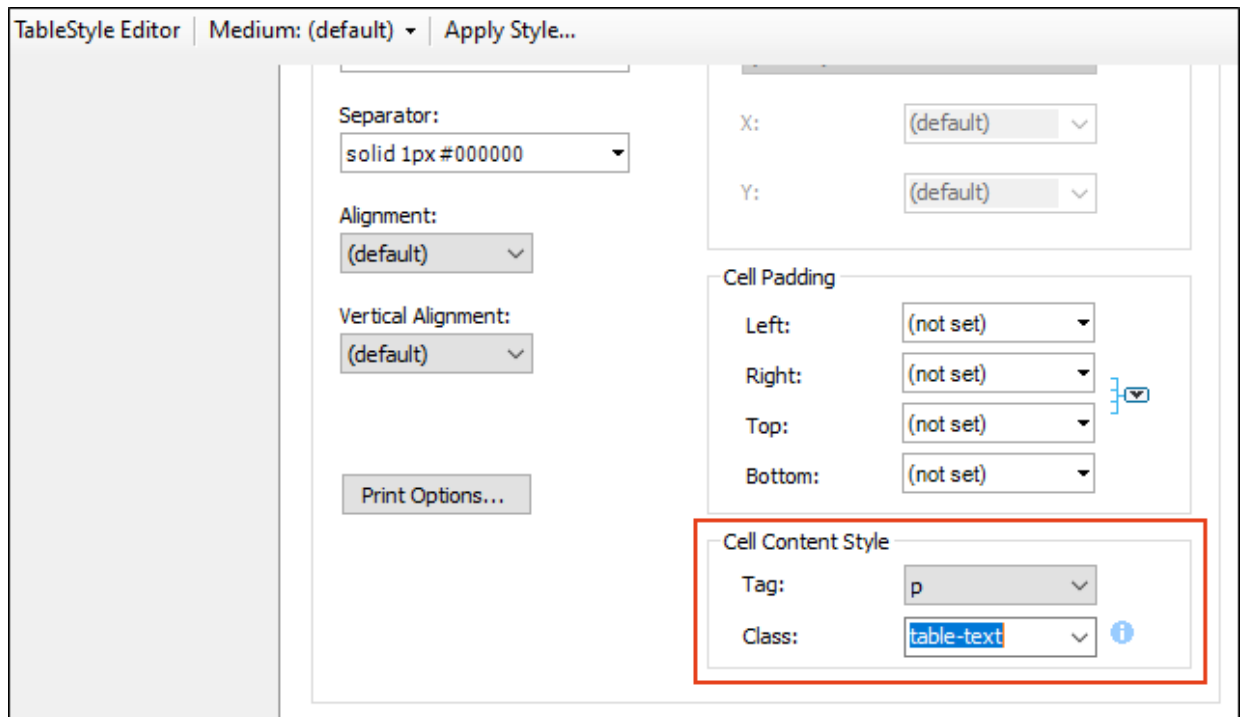 TableStyle Editor Medium: (default) Apply Style...
Separator:
solid 1px #000000
Alignment:
(default)
Vertical Alignment:
(default)
Print Options...
X: (default)
Y: (default)
Cell Padding
Left: (not set)
Right: (not set)
Top: (not set)
Bottom: (not set)
Cell Content Style
Tag: p
Class: table-text